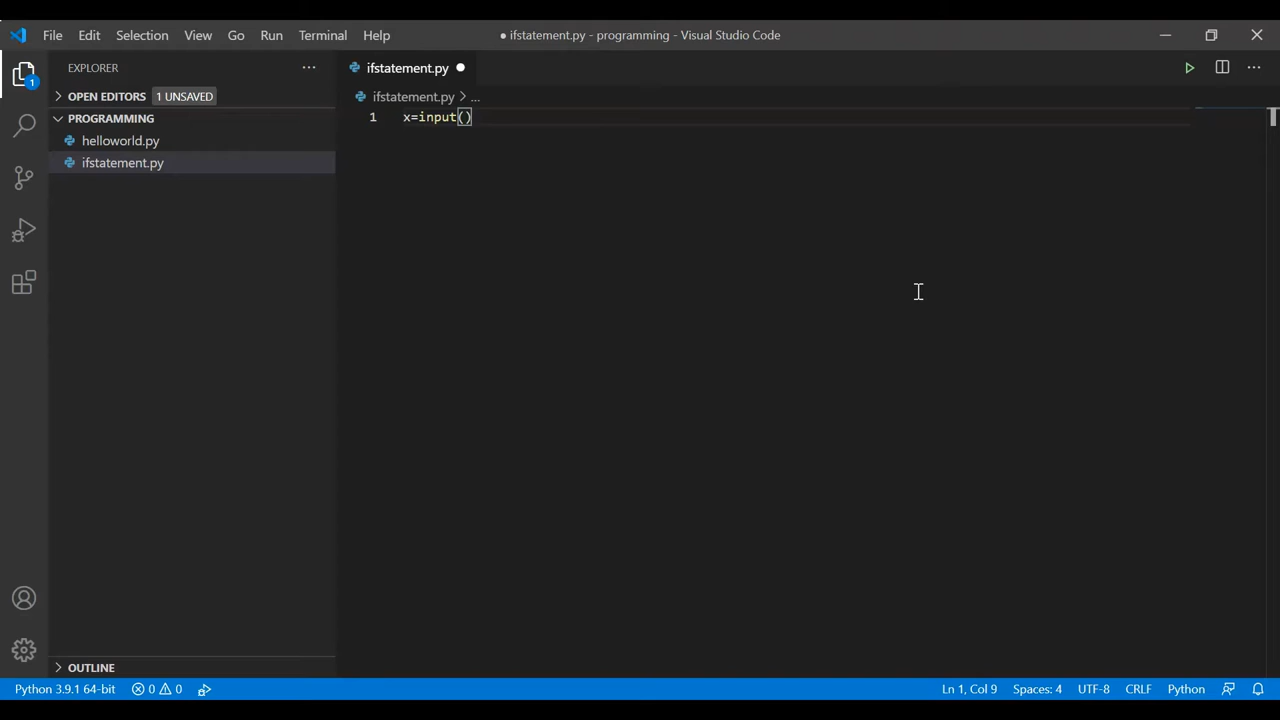 File Edit Selection View Go Run Terminal Help ● ifstatement.py - programming - Visual Studio Code
EXPLORER ifstatement.py
OPEN EDITORS 1 UNSAVED ifstatement.py > ...
PROGRAMMING 1 x=input()
helloworld.py
ifstatement.py
1
OUTLINE
Python 3.9.1 64-bit 0 0 Ln 1, Col 9 Spaces: 4 UTF-8 CRLF Python